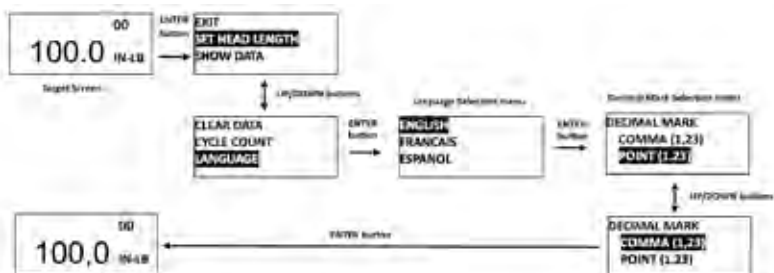 00
100.0 IN-LB
Target Screen
ENTER
button
EXIT
SET HEAD LENGTH
SHOW DATA
UP/DOWN buttons
CLEAR DATA
CYCLE COUNT
LANGUAGE
ENTER
button
Language Selection menu
ENGLISH
FRANCAIS
ESPANOL
ENTER
button
Decimal Mark Selection menu
DECIMAL MARK
COMMA (1,23)
POINT (1.23)
UP/DOWN buttons
DECIMAL MARK
COMMA (1,23)
POINT (1.23)
ENTER button
00
100,0 IN-LB